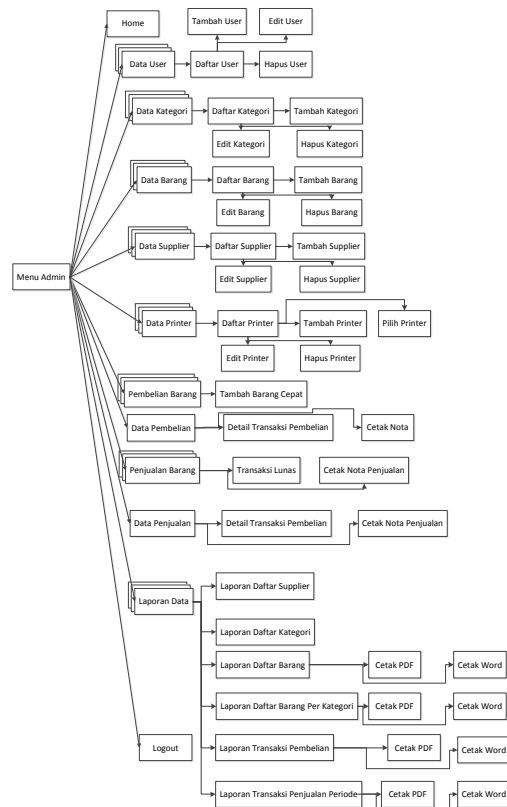 Home
Tambah User
Edit User
Data User
Daftar User
Hapus User
Data Kategori
Daftar Kategori
Tambah Kategori
Edit Kategori
Hapus Kategori
Data Barang
Daftar Barang
Tambah Barang
Edit Barang
Hapus Barang
Data Supplier
Daftar Supplier
Tambah Supplier
Edit Supplier
Hapus Supplier
Menu Admin
Data Printer
Daftar Printer
Tambah Printer
Pilih Printer
Edit Printer
Hapus Printer
Pembelian Barang
Tambah Barang Cepat
Data Pembelian
Detail Transaksi Pembelian
Cetak Nota
Penjualan Barang
Transaksi Lunas
Cetak Nota Penjualan
Data Penjualan
Detail Transaksi Pembelian
Cetak Nota Penjualan
Laporan Daftar Supplier
Laporan Data
Laporan Daftar Kategori
Laporan Daftar Barang
Cetak PDF
Cetak Word
Laporan Daftar Barang Per Kategori
Cetak PDF
Cetak Word
Logout
Laporan Transaksi Pembelian
Cetak PDF
Cetak Word
Laporan Transaksi Penjualan Periode
Cetak PDF
Cetak Word